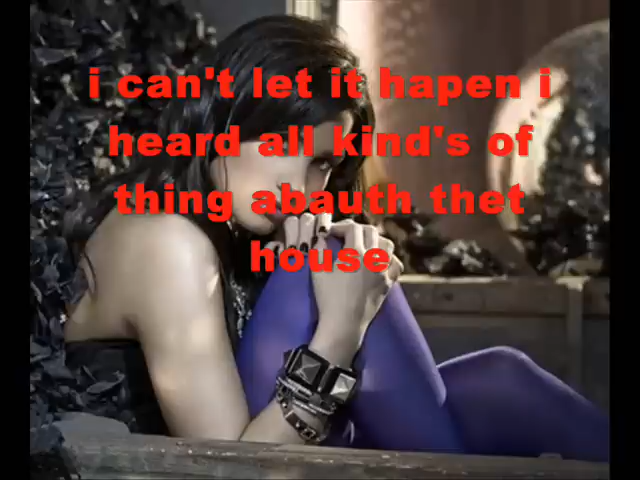 i can't let it hapen i
heard all kind's of
thing abauth thet
house